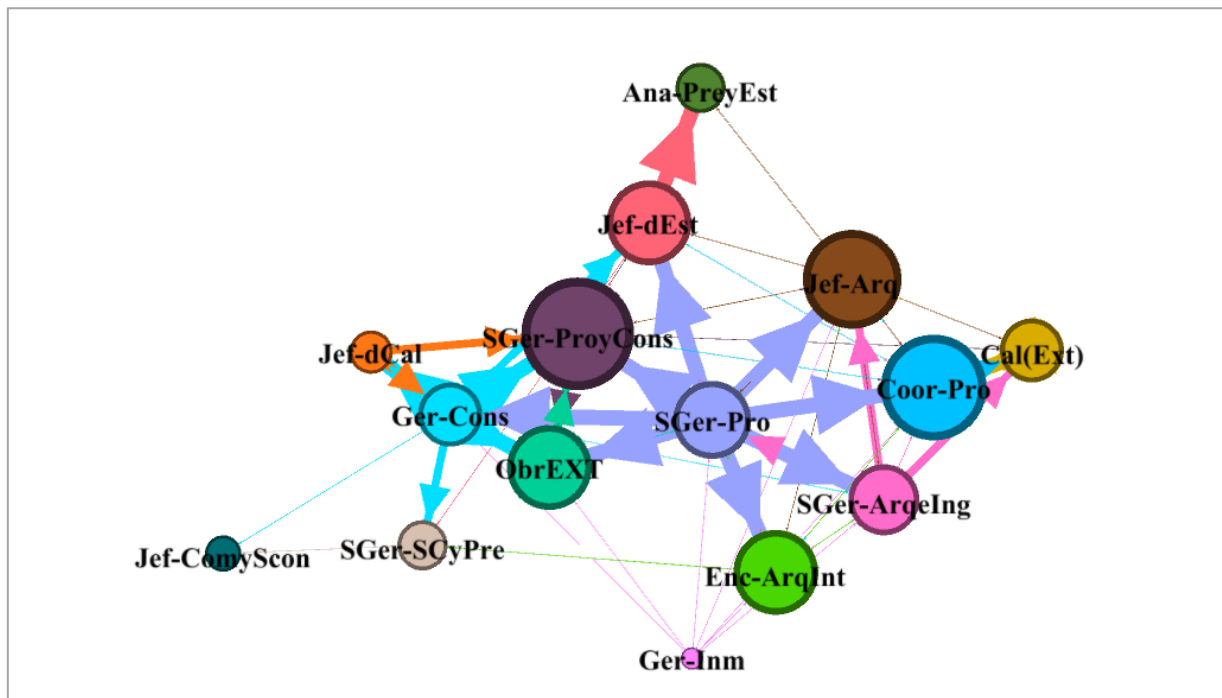 Ana-PreyEst
Jef-dEst
Jef-Arq
SGer-ProyCons
Jef-dCal
Cal(Ext)
Coor-Pro
Ger-Cons
SGer-Pro
ObrEXT
SGer-ArqeIng
SGer-SCyPre
Jef-ComyScon
Enc-ArqInt
Ger-Inm